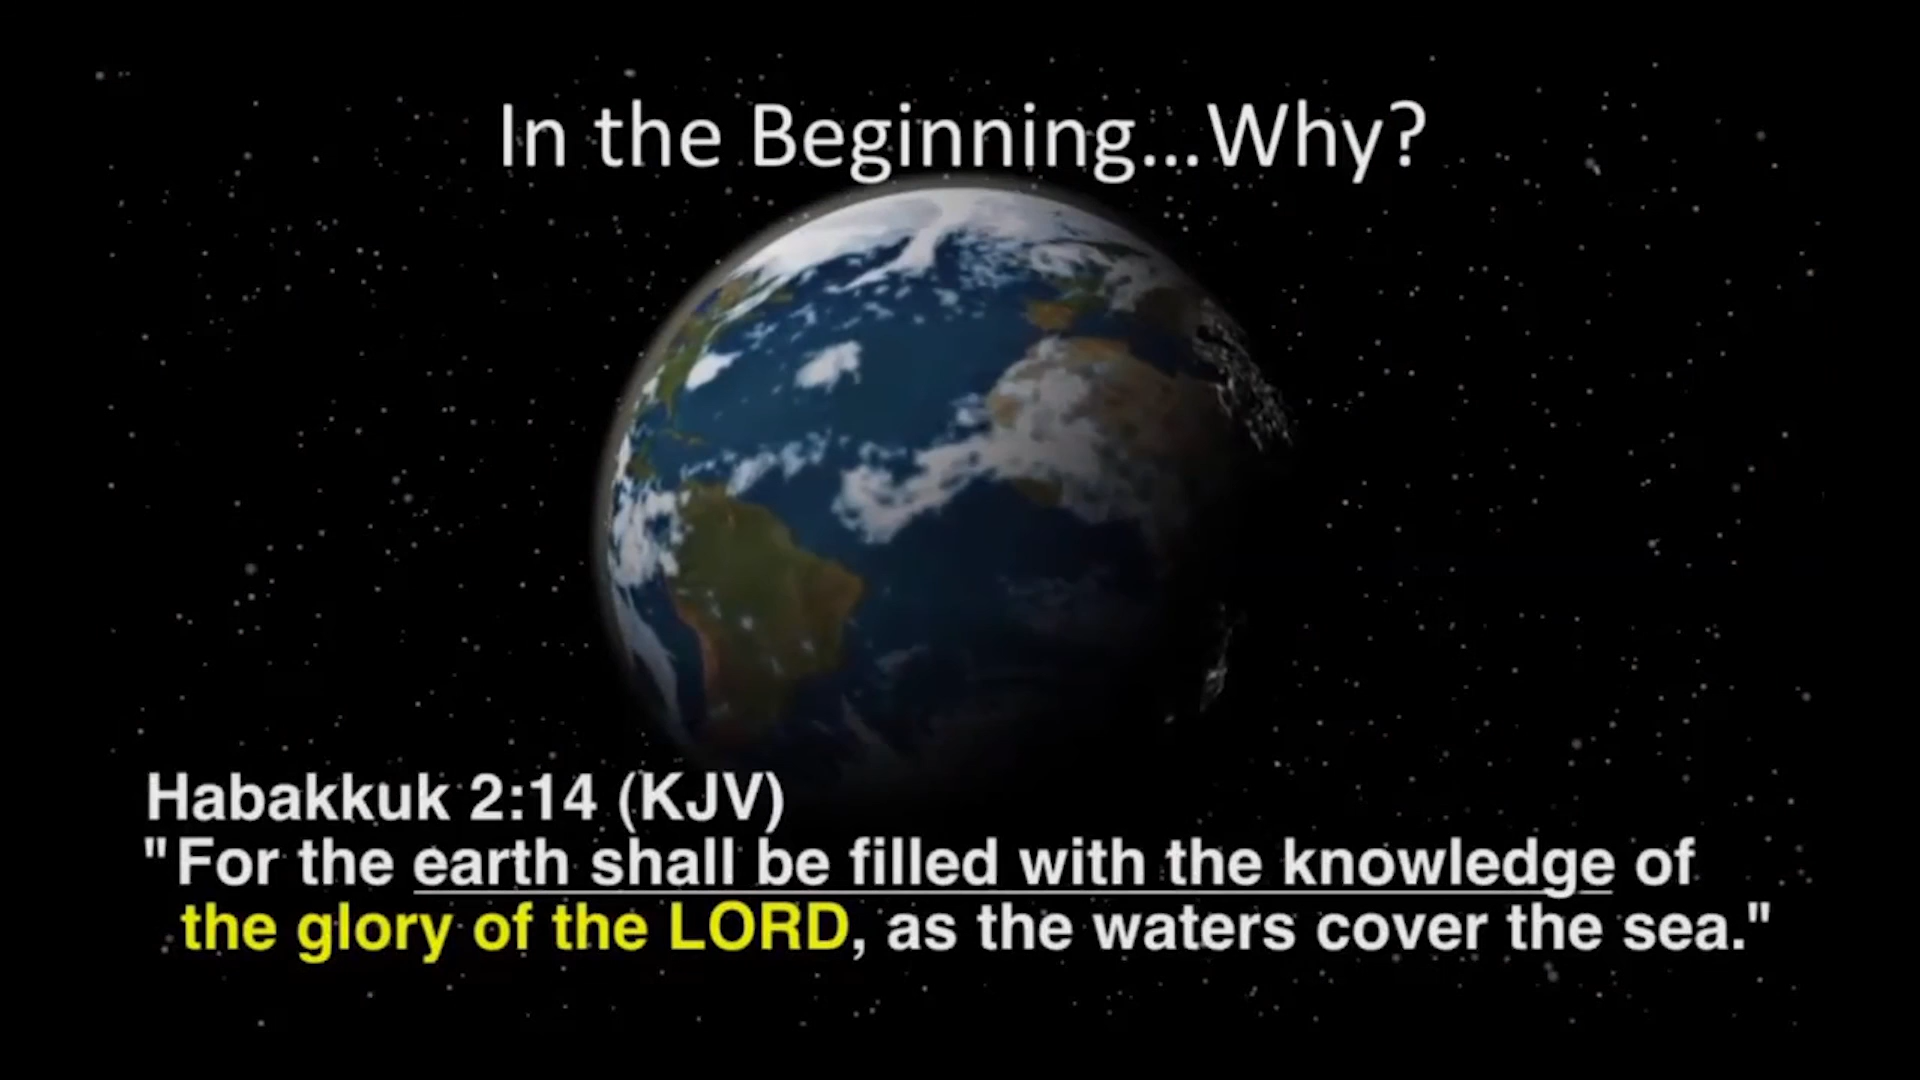 In the Beginning...Why?
Habakkuk 2:14 (KJV)
"For the earth shall be filled with the knowledge of
the glory of the LORD, as the waters cover the sea."